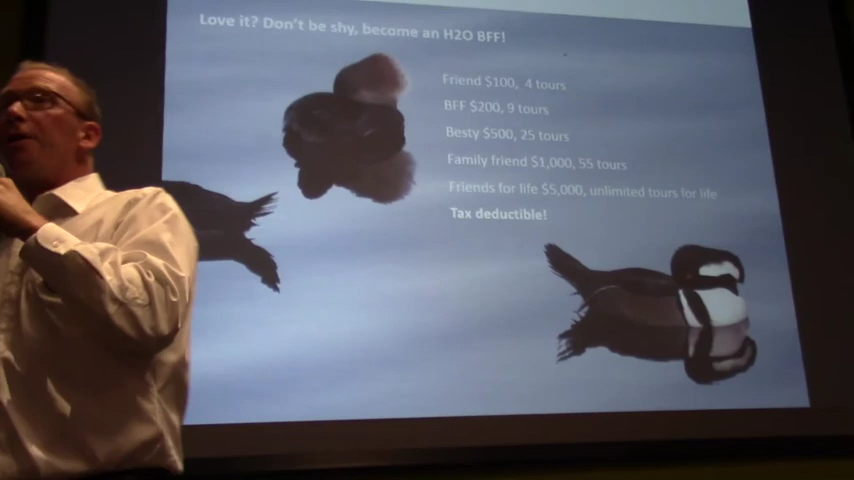 Love it? Don't be shy, become an H2O BFF!
Friend $100, 4 tours
BFF $200, 9 tours
Besty $500, 25 tours
Family friend $1,000, 55 tours
Friends for life $5,000, unlimited tours for life
Tax deductible!